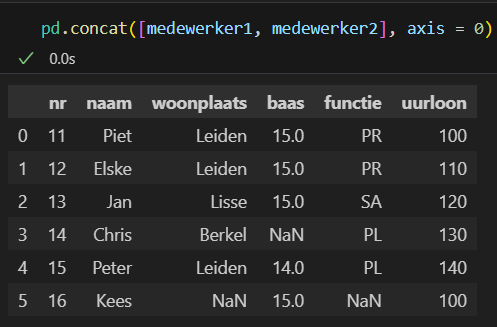 pd.concat([medewerker1, medewerker2], axis = 0)
0.0s
nr naam woonplaats baas functie uurloon
0 11 Piet Leiden 15.0 PR 100
1 12 Elske Leiden 15.0 PR 110
2 13 Jan Lisse 15.0 SA 120
3 14 Chris Berkel NaN PL 130
4 15 Peter Leiden 14.0 PL 140
5 16 Kees NaN 15.0 NaN 100